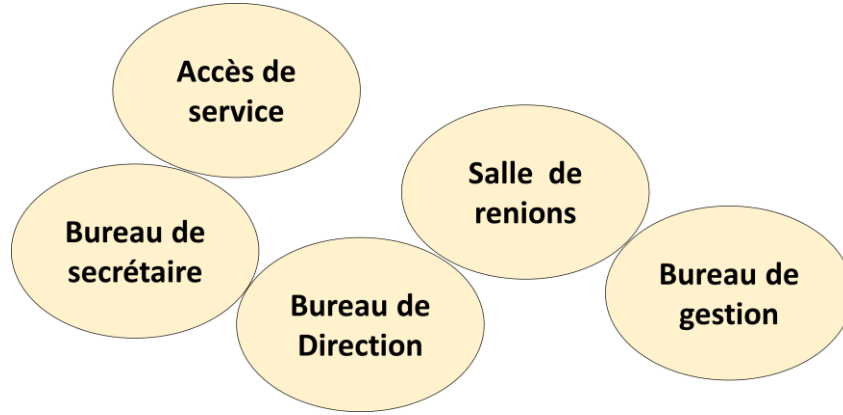 Accès de
service
Bureau de
secrétaire
Bureau de
Direction
Salle  de
renions
Bureau de
gestion